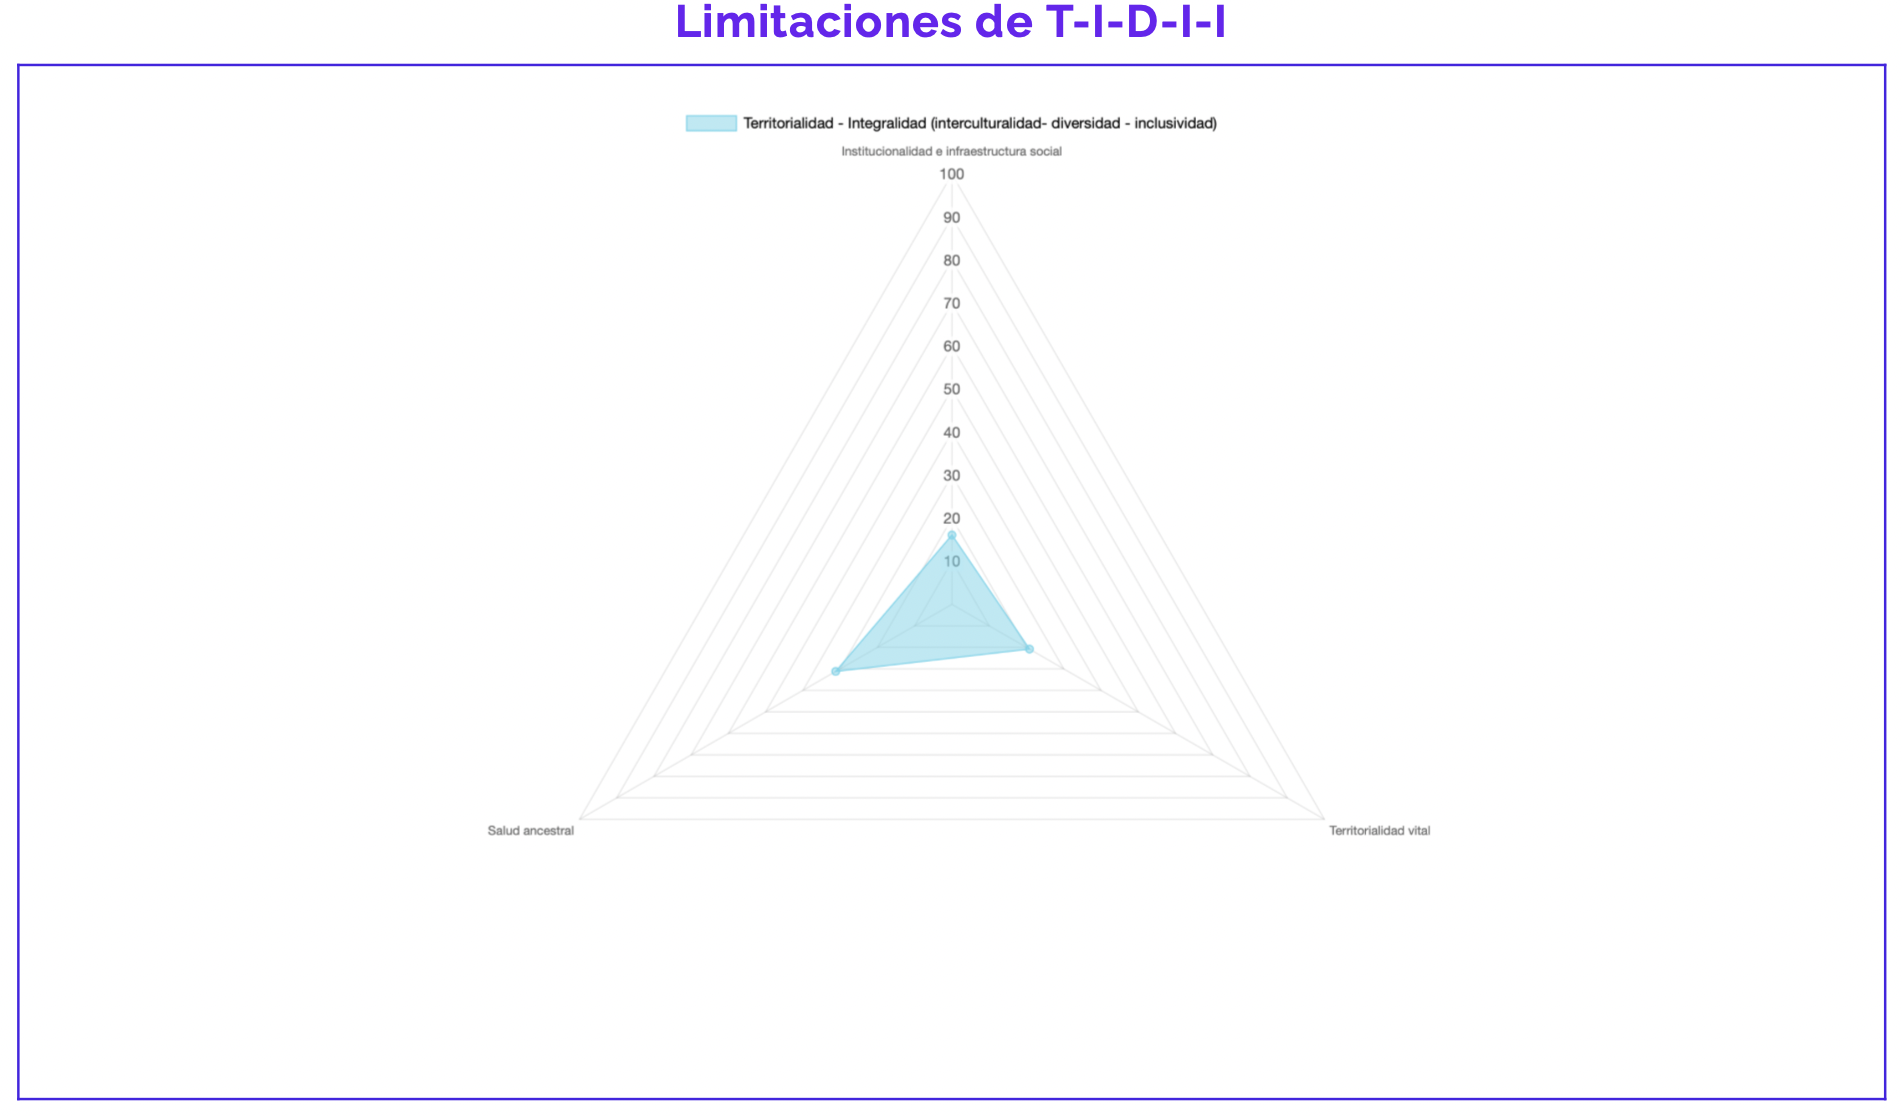 Limitaciones de T-I-D-I-I
Territorialidad - Integralidad (interculturalidad- diversidad - inclusividad)
Institucionalidad e infraestructura social
100
90
80
70
60
50
40
30
20
10
Salud ancestral
Territorialidad vital